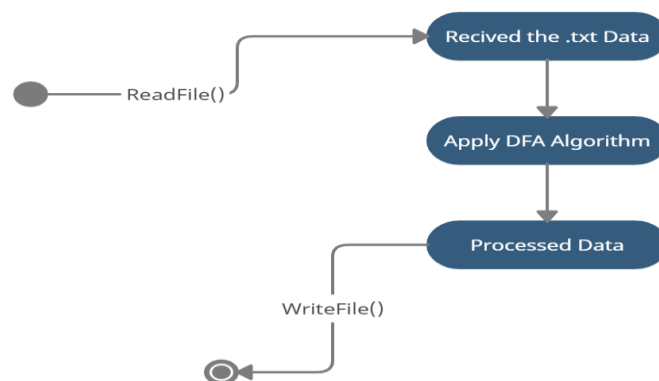 Recived the .txt Data
ReadFile()
Apply DFA Algorithm
Processed Data
WriteFile()